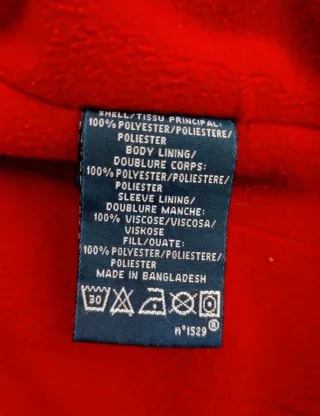 SHELL/TISSU PRINCIPAL:
100% POLYESTER/POLIESTERE/
POLIESTER
BODY LINING/
DOUBLURE CORPS:
100% POLYESTER/POLIESTERE/
POLIESTER
SLEEVE LINING/
DOUBLURE MANCHE:
100% VISCOSE/VISCOSA/
VISKOSE
FILL/OUATE:
100% POLYESTER/POLIESTERE/
POLIESTER
MADE IN BANGLADESH
30
n°1529 ®